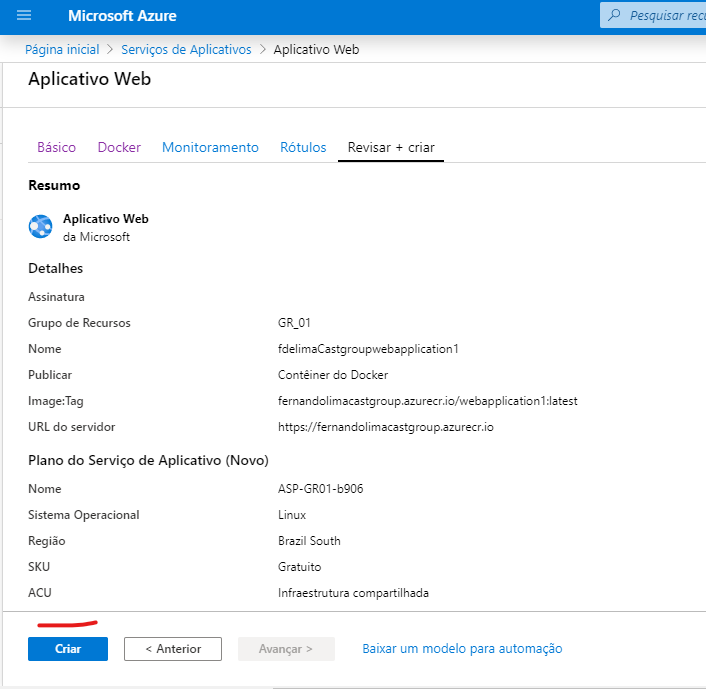 Microsoft Azure
Pesquisar
Página inicial > Serviços de Aplicativos > Aplicativo Web
Aplicativo Web
Básico Docker Monitoramento Rótulos Revisar + criar
Resumo
Aplicativo Web
da Microsoft
Detalhes
Assinatura
Grupo de Recursos GR_01
Nome fdelimaCastgroupwebapplication1
Publicar Contêiner do Docker
Image:Tag fernandolimacastgroup.azurecr.io/webapplication1:latest
URL do servidor https://fernandolimacastgroup.azurecr.io
Plano do Serviço de Aplicativo (Novo)
Nome ASP-GR01-b906
Sistema Operacional Linux
Região Brazil South
SKU Gratuito
ACU Infraestrutura compartilhada
Criar < Anterior Avançar > Baixar um modelo para automação